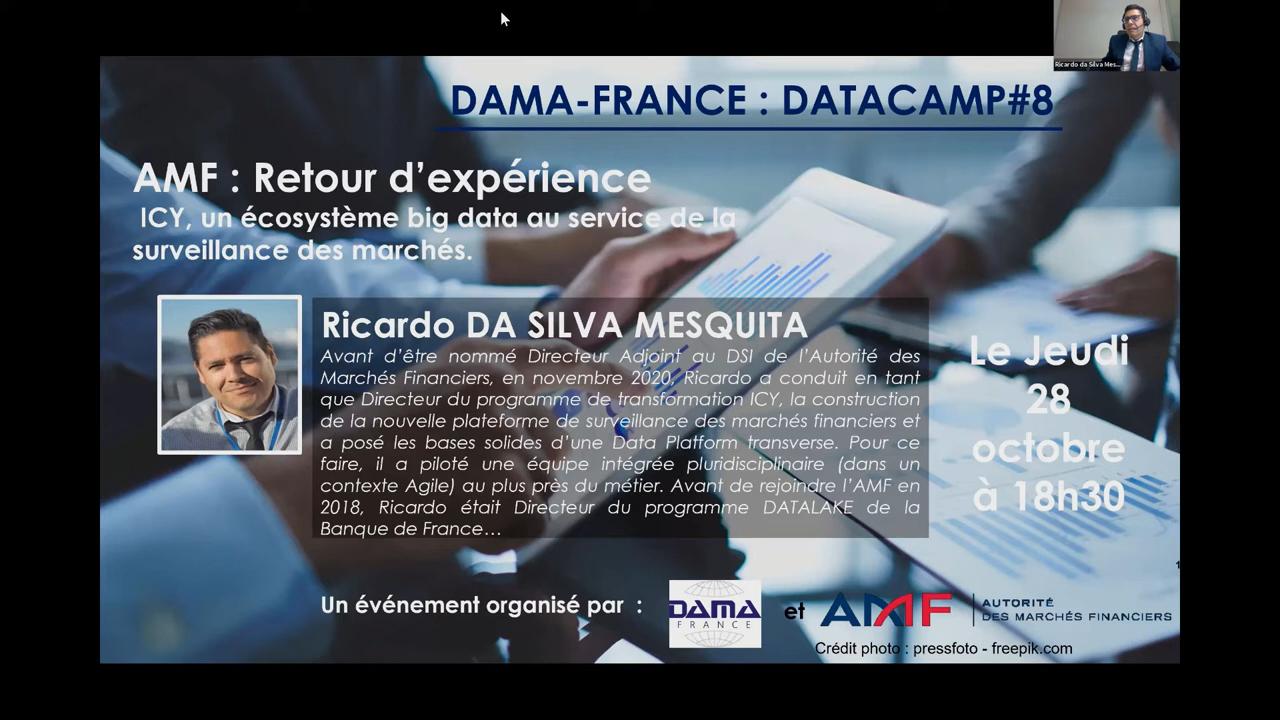 Ricardo da Silva Mes...
DAMA-FRANCE : DATACAMP#8
AMF : Retour d'expérience
ICY, un écosystème big data au service de la
surveillance des marchés.
Ricardo DA SILVA MESQUITA
Avant d'être nommé Directeur Adjoint au DSI de l'Autorité des
Marchés Financiers, en novembre 2020, Ricardo a conduit en tant
que Directeur du programme de transformation ICY, la construction
de la nouvelle plateforme de surveillance des marchés financiers et
a posé les bases solides d'une Data Platform transverse. Pour ce
faire, il a piloté une équipe intégrée pluridisciplinaire (dans un
contexte Agile) au plus près du métier. Avant de rejoindre l'AMF en
2018, Ricardo était Directeur du programme DATALAKE de la
Banque de France…
Le Jeudi
28
octobre
à 18h30
1
Un événement organisé par :
DAMA
FRANCE
et
AMF
AUTORITÉ
DES MARCHÉS FINANCIERS
Crédit photo : pressfoto - freepik.com